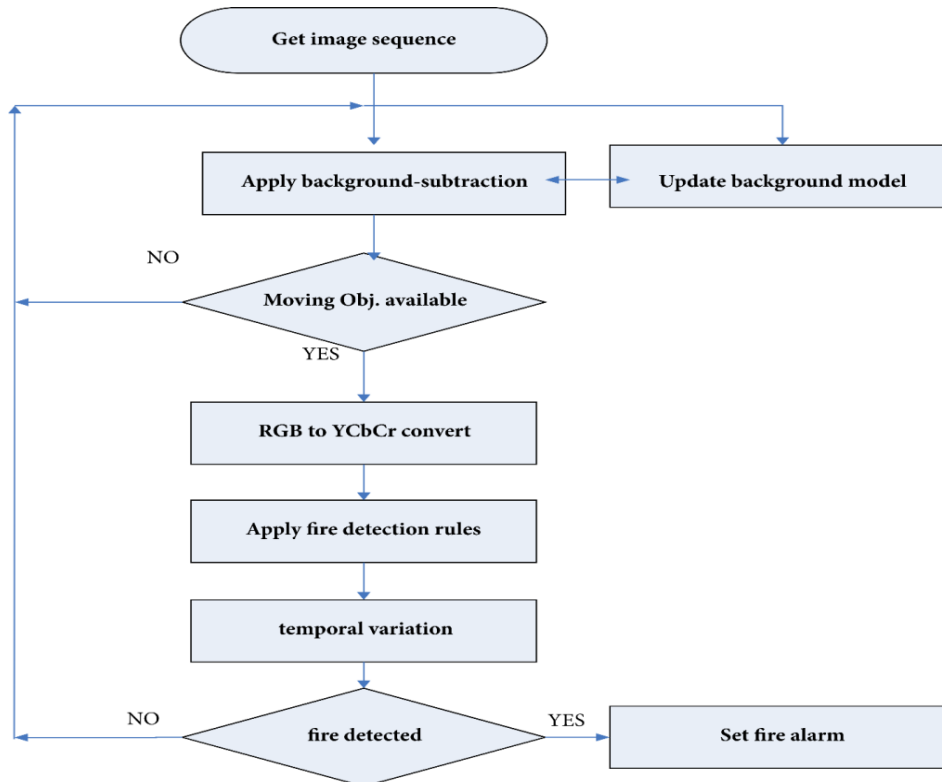 Get image sequence
Apply background-subtraction
Update background model
NO
Moving Obj. available
YES
RGB to YCbCr convert
Apply fire detection rules
temporal variation
NO
fire detected
YES
Set fire alarm